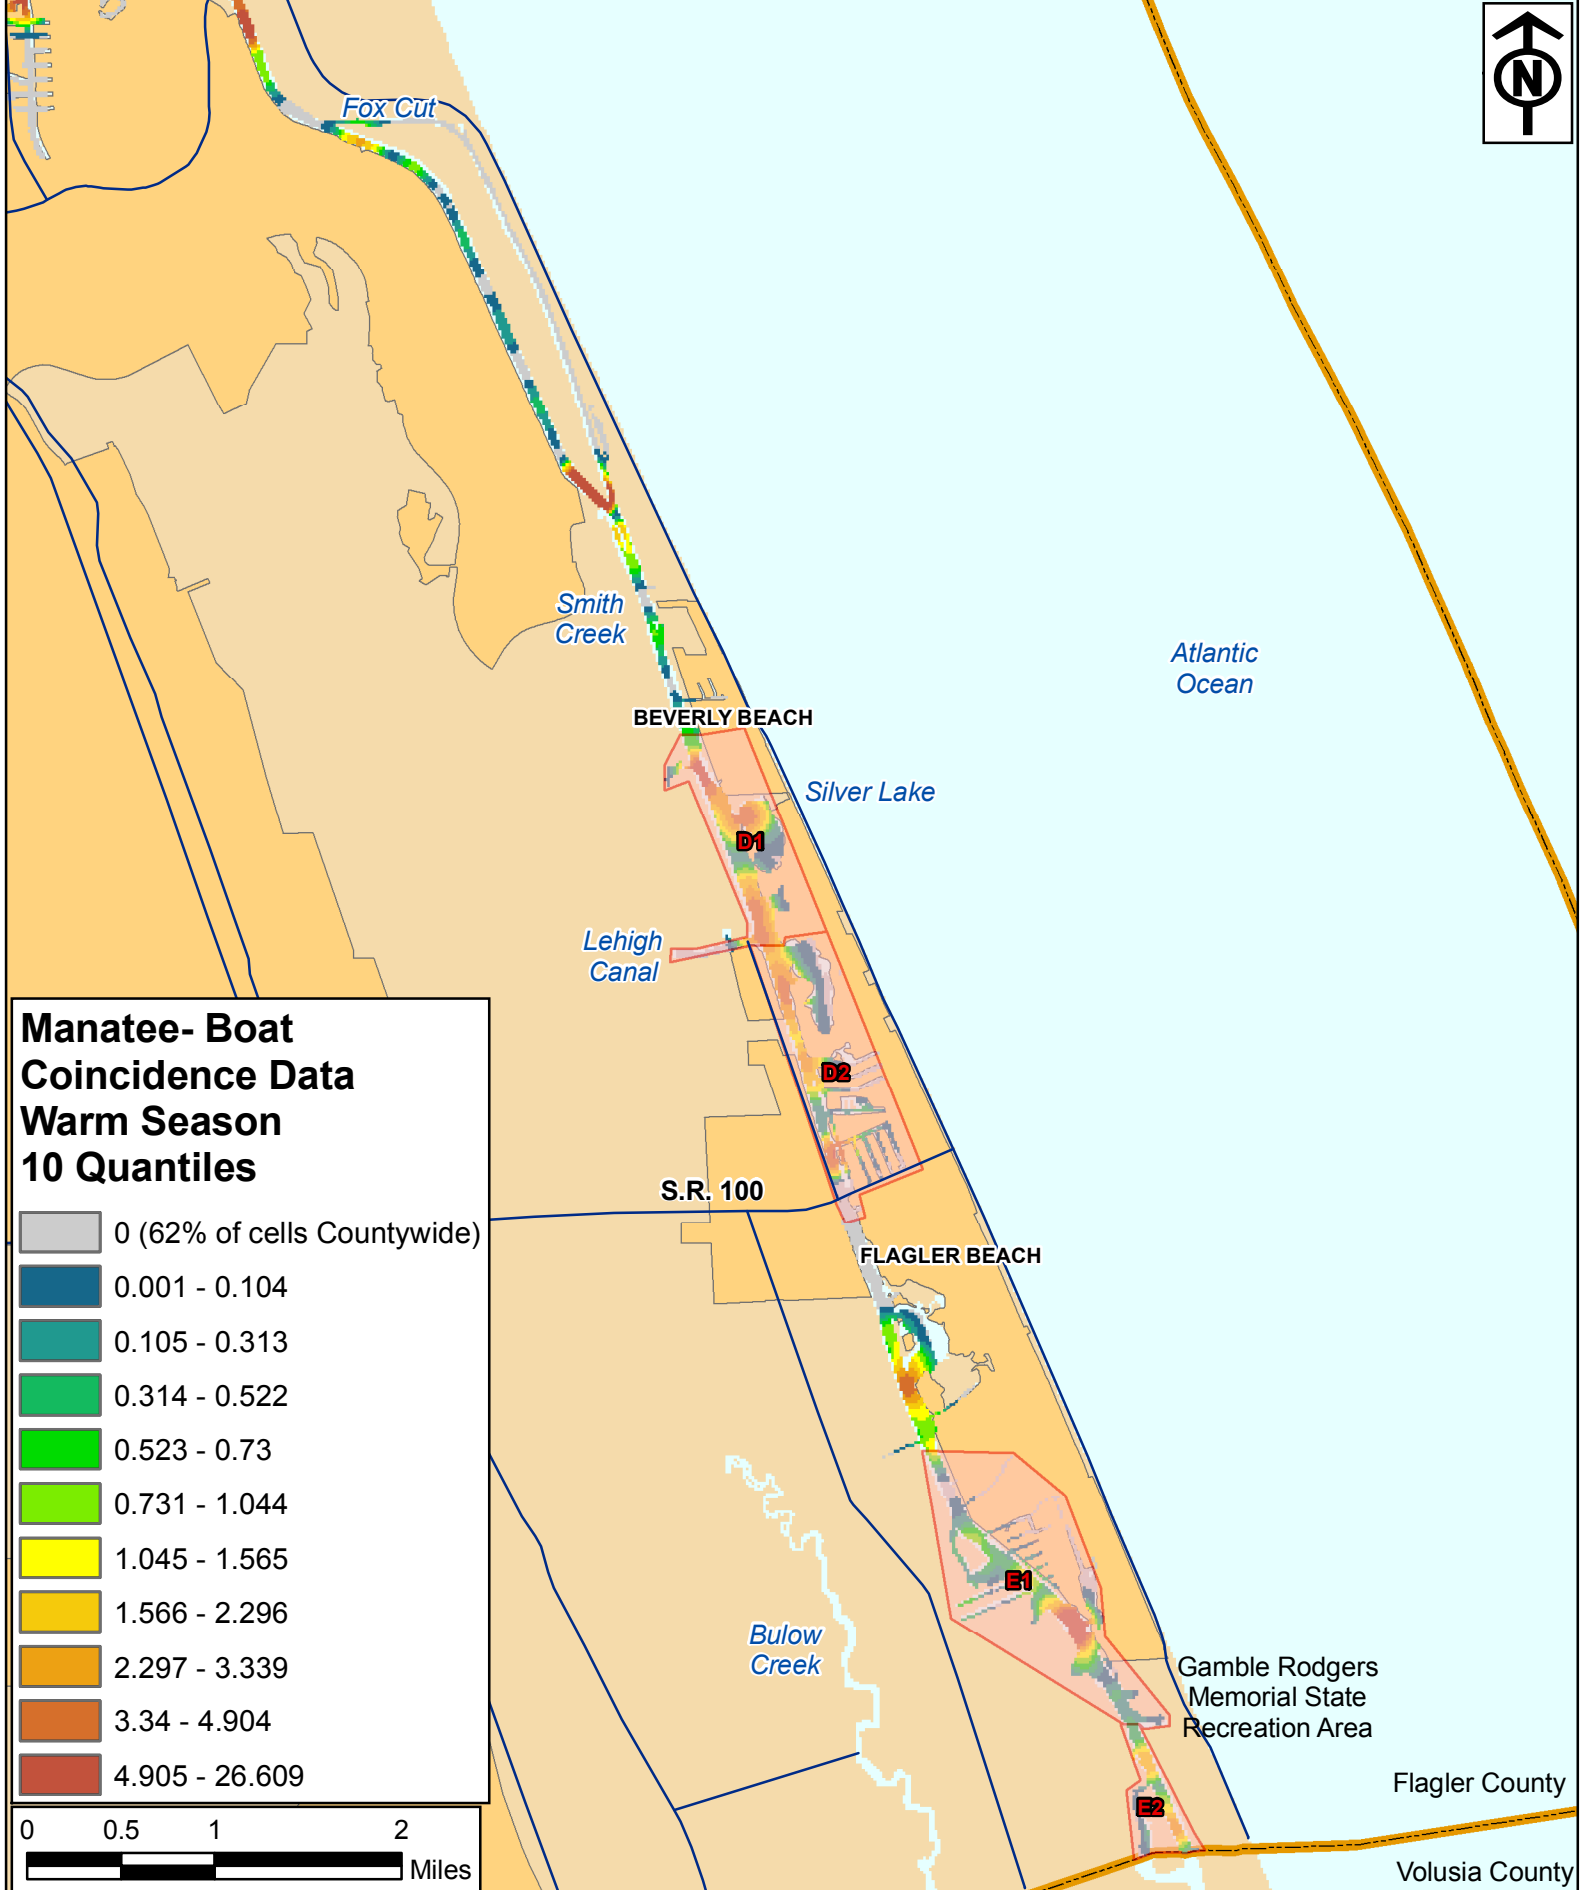 N
Fox Cut
Smith
Creek
Atlantic
Ocean
BEVERLY BEACH
Silver Lake
D1
Lehigh
Canal
D2
S.R. 100
FLAGLER BEACH
E1
Bulow
Creek
Gamble Rodgers
Memorial State
Recreation Area
E2
Flagler County
Volusia County
Manatee- Boat
Coincidence Data
Warm Season
10 Quantiles
0 (62% of cells Countywide)
0.001 - 0.104
0.105 - 0.313
0.314 - 0.522
0.523 - 0.73
0.731 - 1.044
1.045 - 1.565
1.566 - 2.296
2.297 - 3.339
3.34 - 4.904
4.905 - 26.609
0 0.5 1 2
Miles